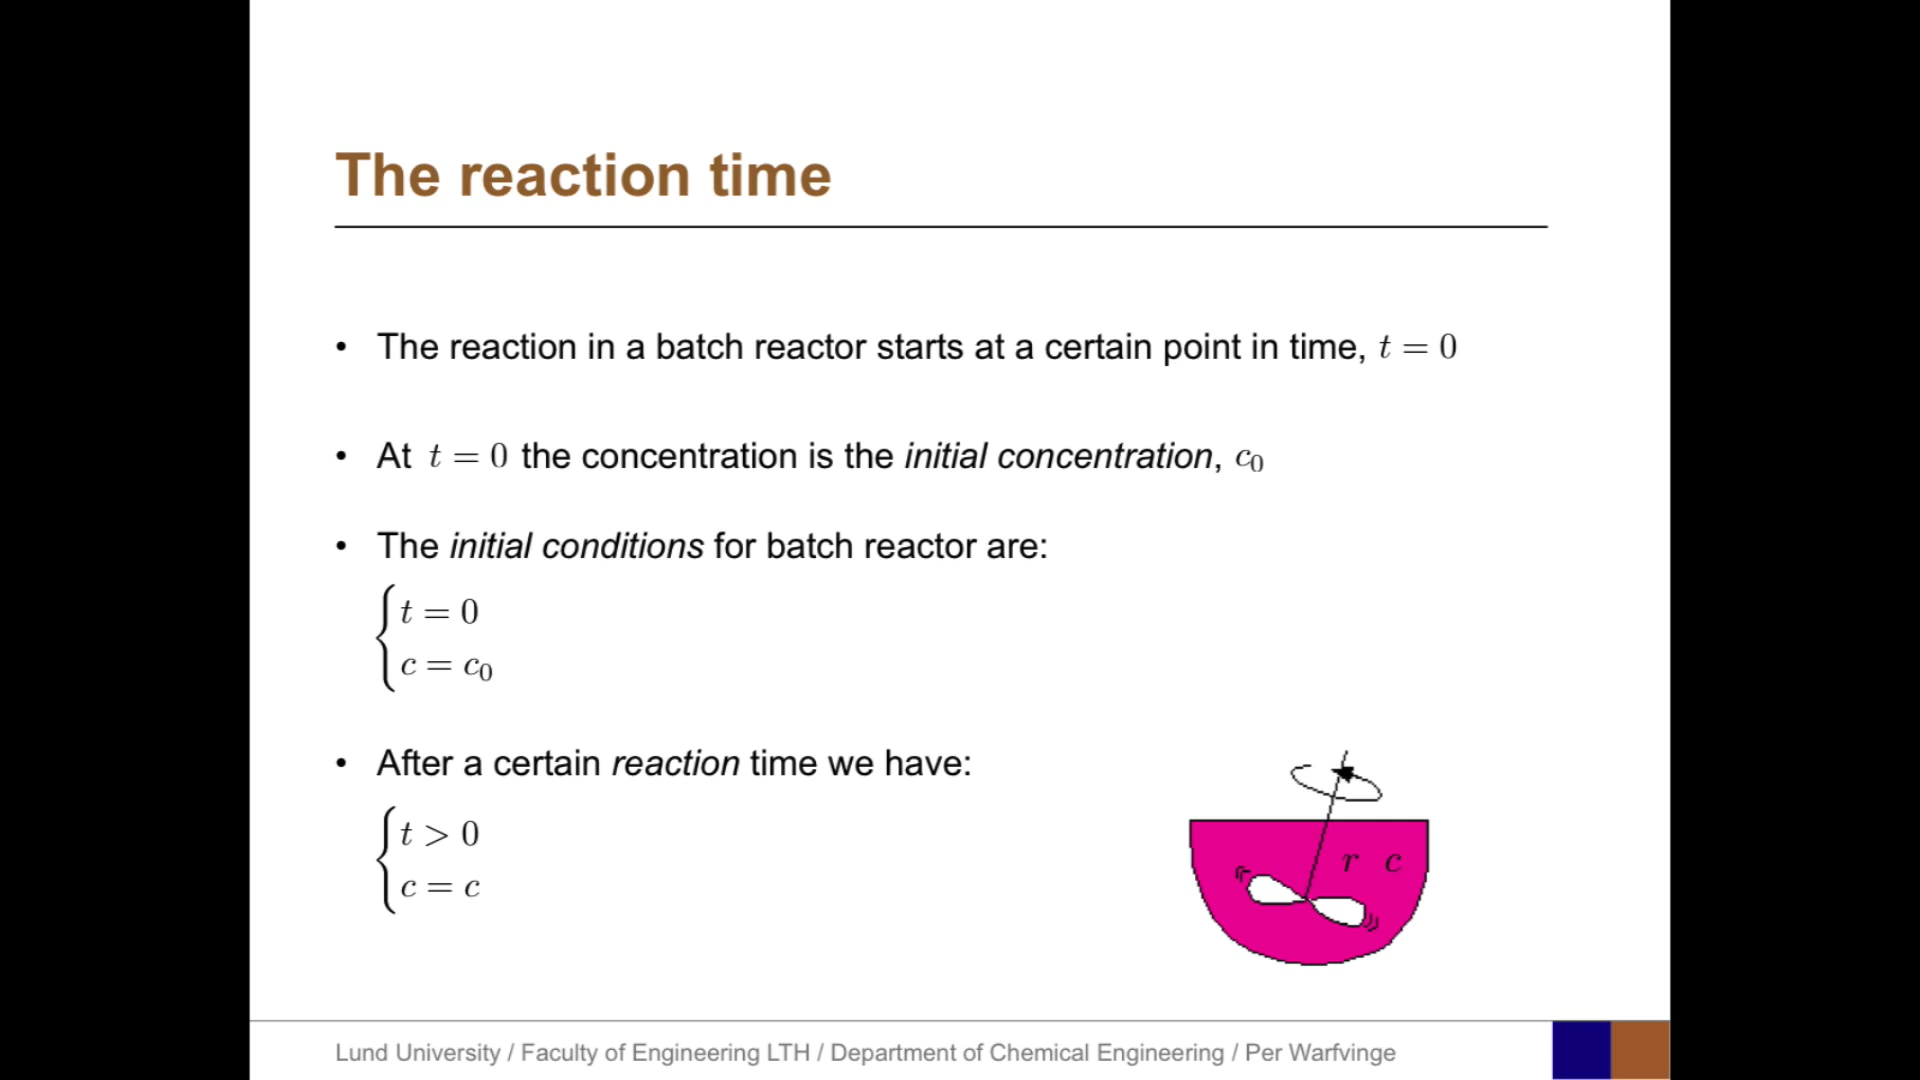 The reaction time
• The reaction in a batch reactor starts at a certain point in time, t = 0
• At t = 0 the concentration is the initial concentration, c₀
• The initial conditions for batch reactor are:
t = 0
c = c₀
• After a certain reaction time we have:
t > 0
c = c
r c
Lund University / Faculty of Engineering LTH / Department of Chemical Engineering / Per Warfvinge